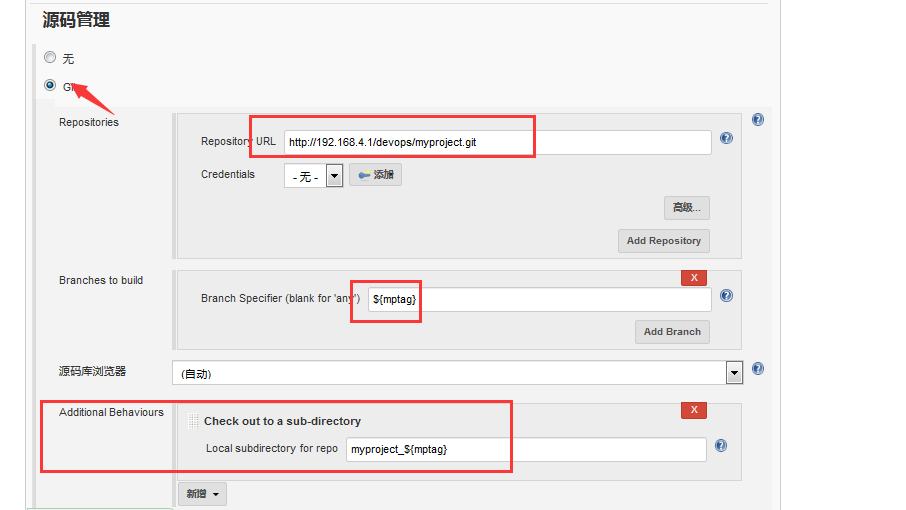 源码管理
无
Repositories
Repository URL http://192.168.4.1/devops/myproject.git
Credentials - 无 - 添加
高级...
Add Repository
Branches to build
X
Branch Specifier (blank for 'any') ${mptag}
Add Branch
源码库浏览器 (自动)
Additional Behaviours
X
Check out to a sub-directory
Local subdirectory for repo myproject_${mptag}
新增